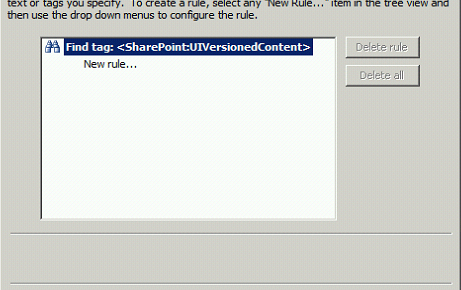 text or tags you specify.  To create a rule, select any "New Rule..." item in the tree view and
then use the drop down menus to configure the rule.
Find tag: <SharePoint:UIVersionedContent>
Delete rule
New rule...
Delete all